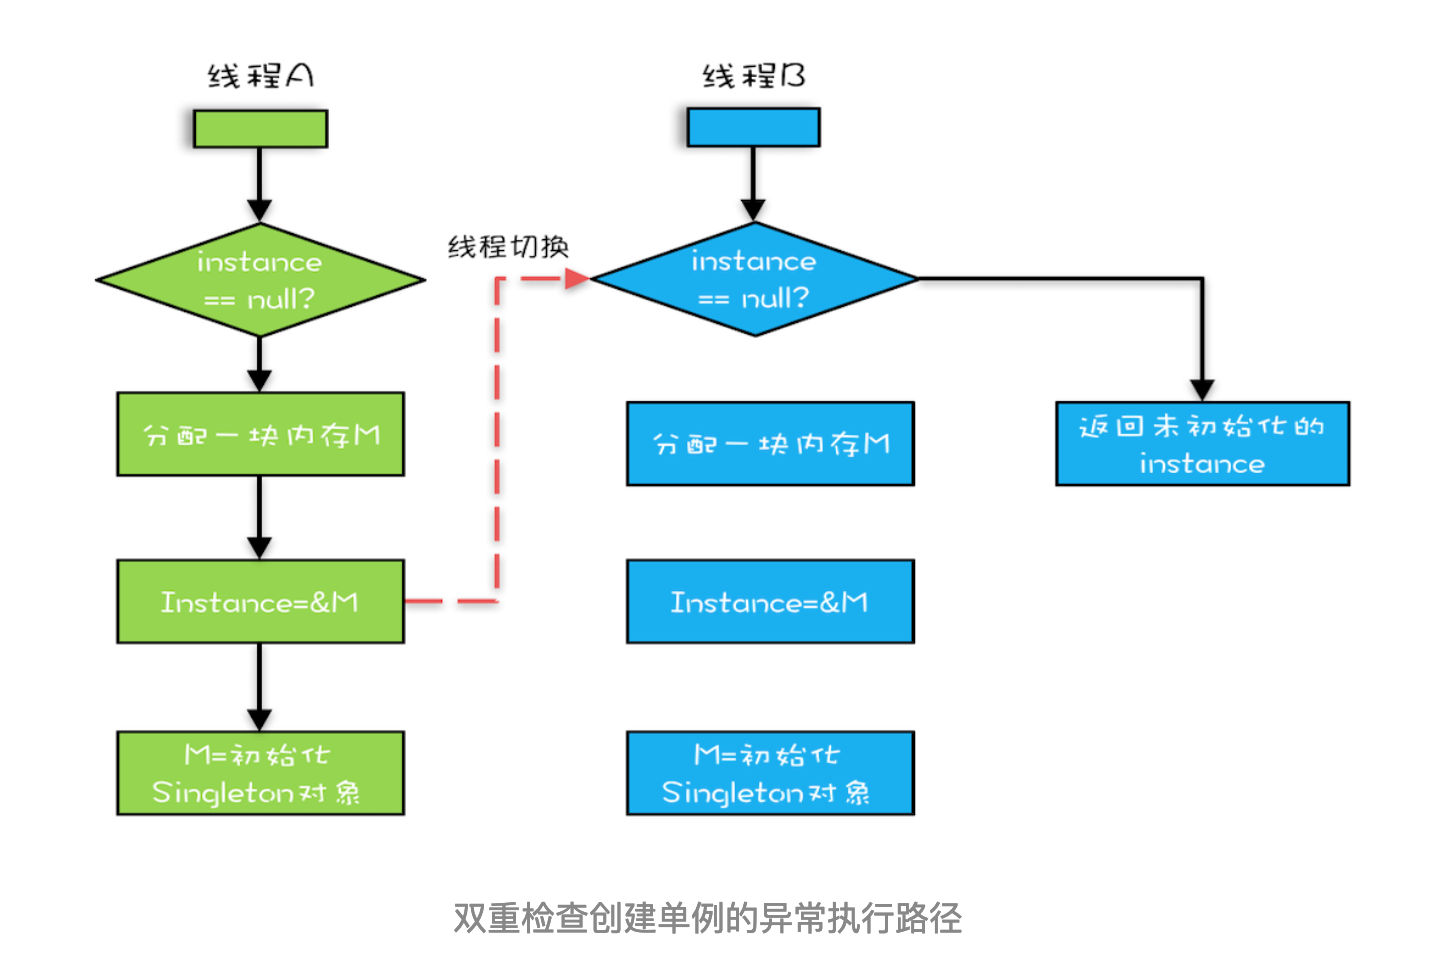 线程A
instance
== null?
分配一块内存M
Instance=&M
M=初始化
Singleton对象
线程切换
线程B
instance
== null?
分配一块内存M
Instance=&M
M=初始化
Singleton对象
返回未初始化的
instance
双重检查创建单例的异常执行路径